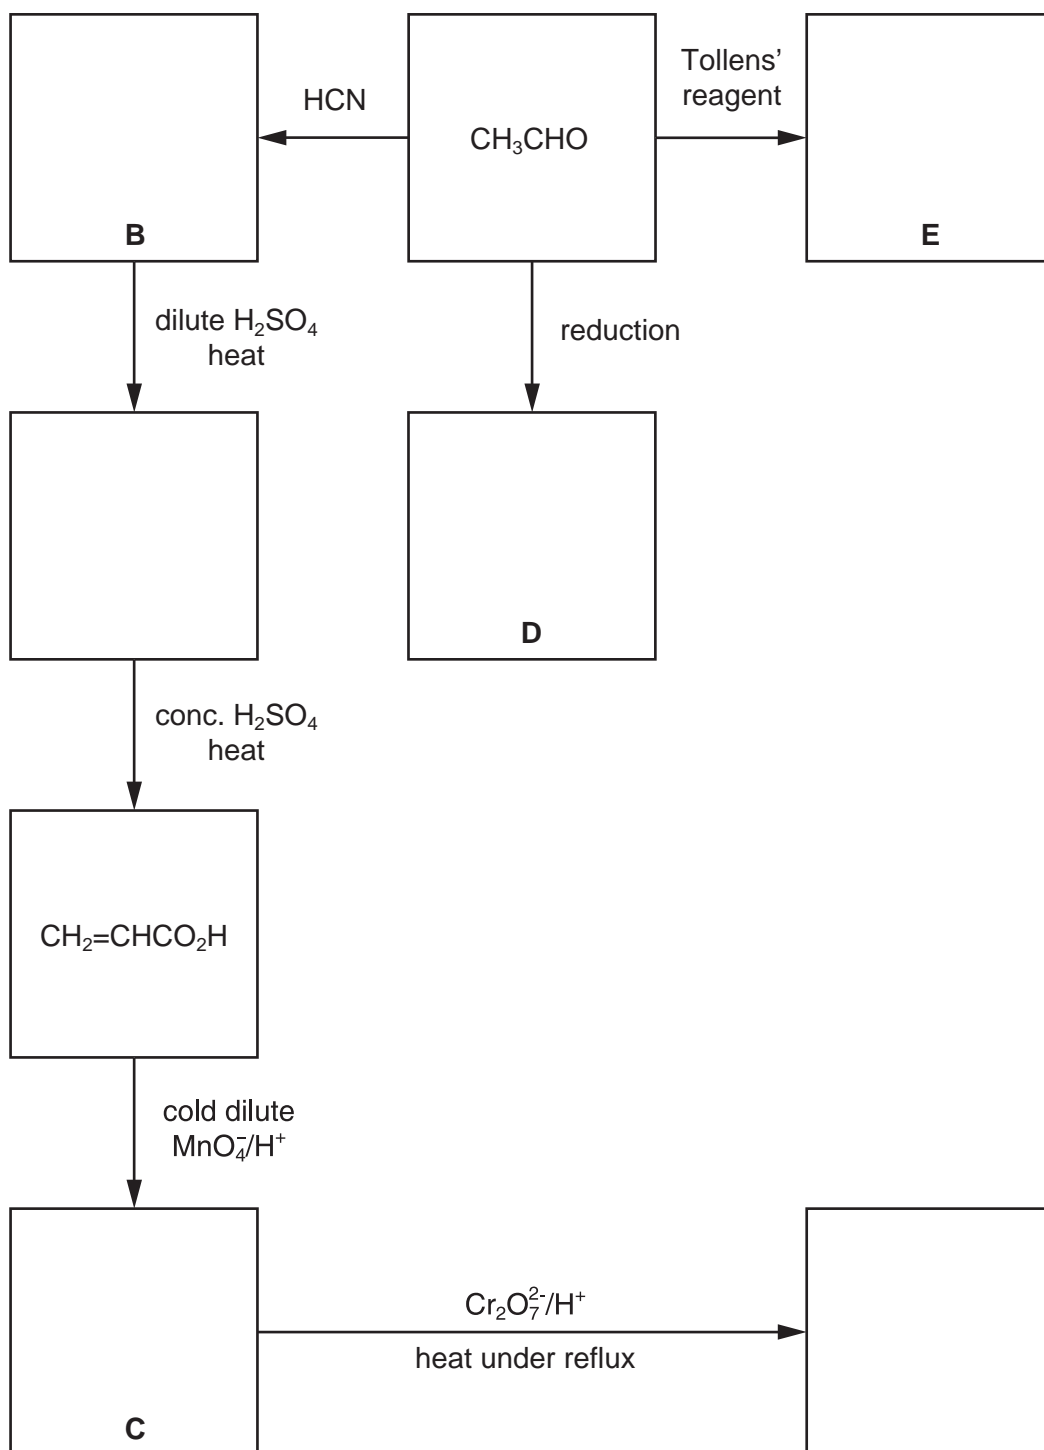 HCN
CH₃CHO
Tollens’
reagent
B
E
dilute H₂SO₄
heat
reduction
D
conc. H₂SO₄
heat
CH₂=CHCO₂H
cold dilute
MnO₄⁻/H⁺
Cr₂O₇²⁻/H⁺
heat under reflux
C